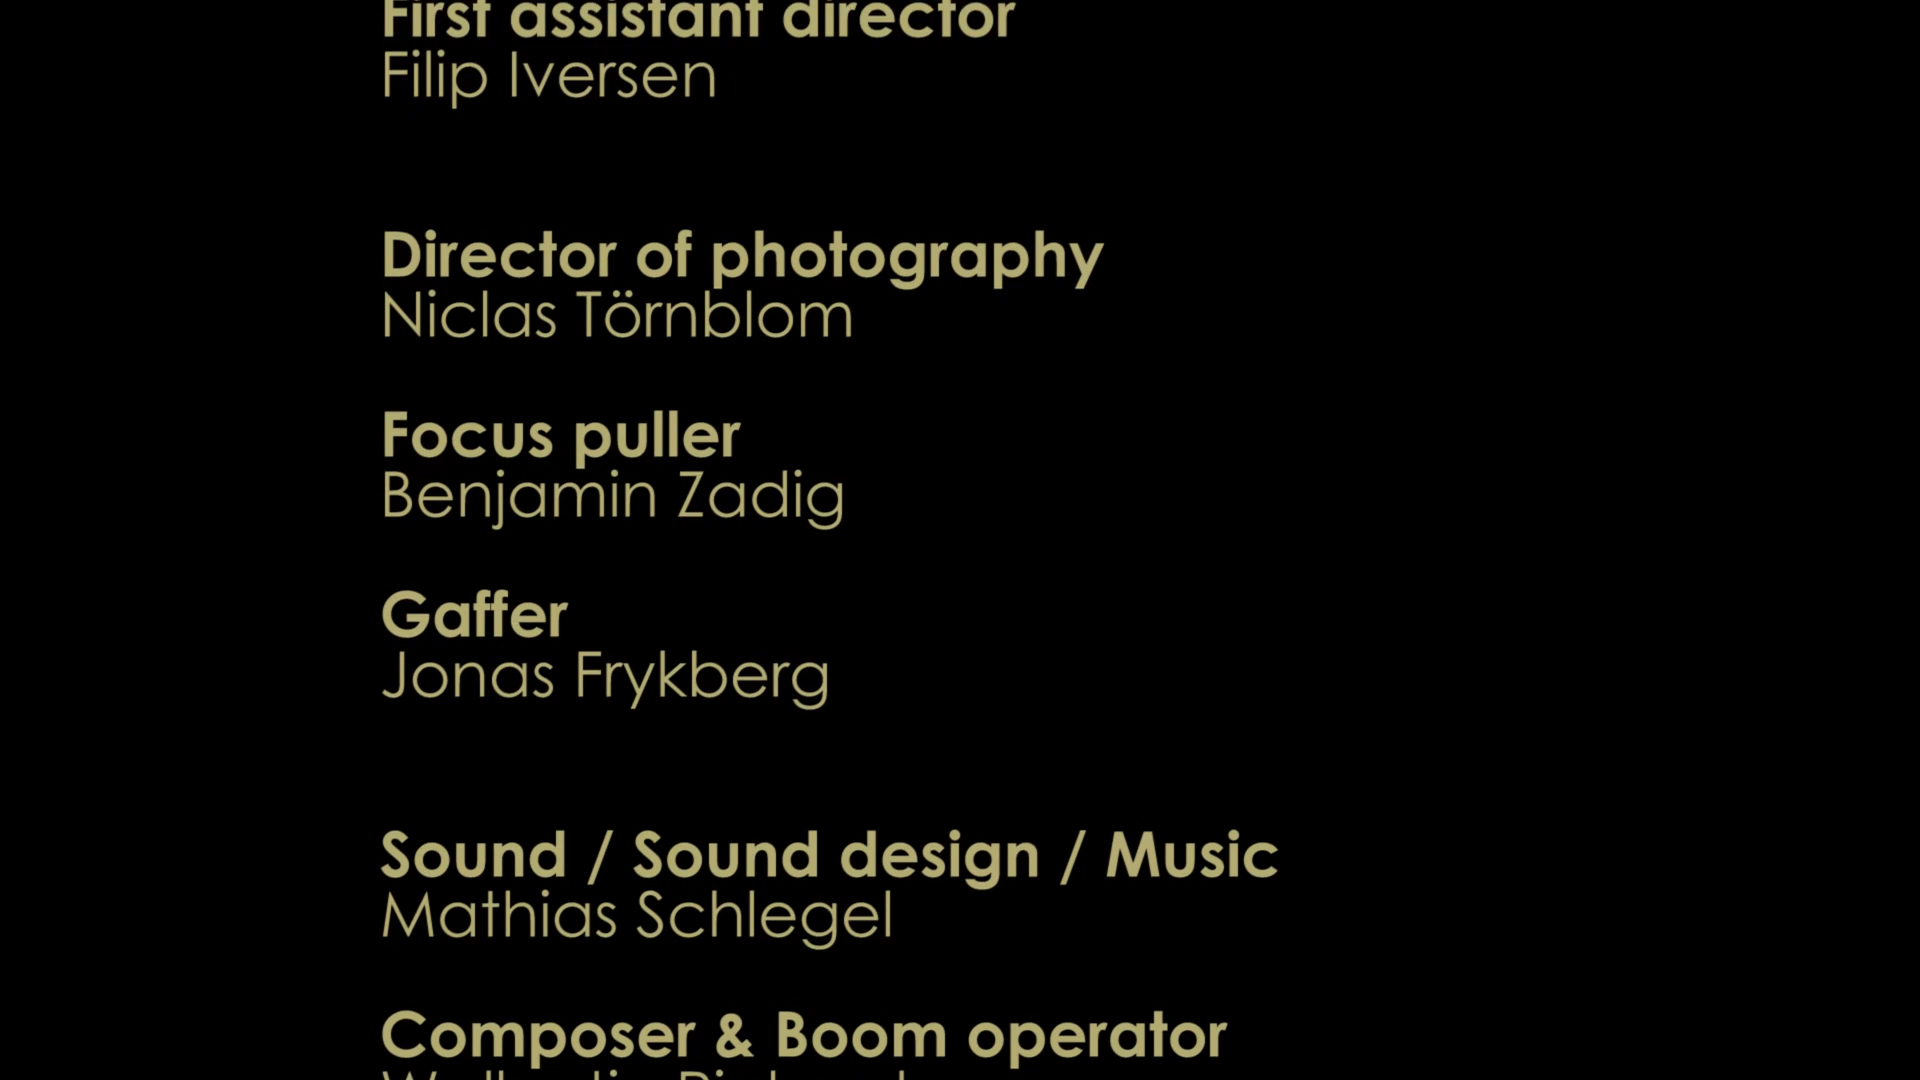 First assistant director
Filip Iversen
Director of photography
Niclas Törnblom
Focus puller
Benjamin Zadig
Gaffer
Jonas Frykberg
Sound / Sound design / Music
Mathias Schlegel
Composer & Boom operator